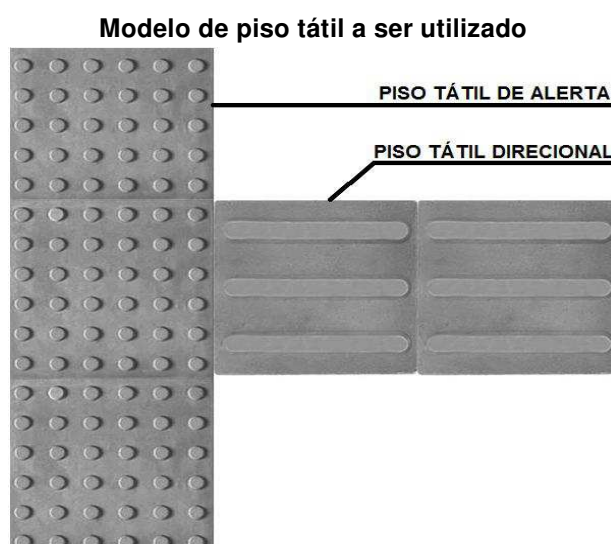 Modelo de piso tátil a ser utilizado
PISO TÁTIL DE ALERTA
PISO TÁTIL DIRECIONAL